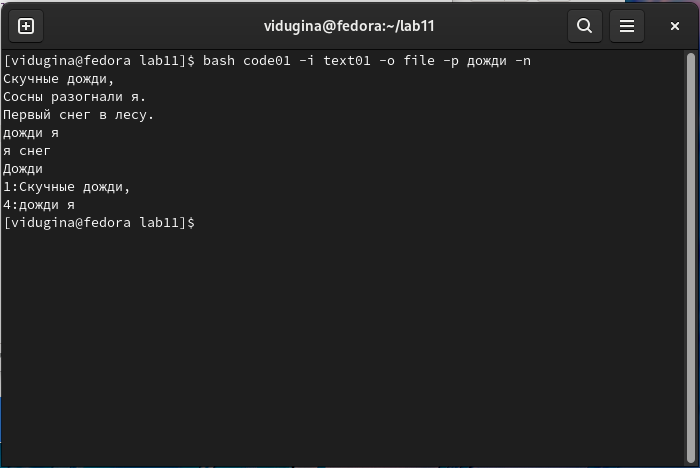 vidugina@fedora:~/lab11
[vidugina@fedora lab11]$ bash code01 -i text01 -o file -p дожди -n
Скучные дожди,
Сосны разогнали я.
Первый снег в лесу.
дожди я
я снег
Дожди
1:Скучные дожди,
4:дожди я
[vidugina@fedora lab11]$